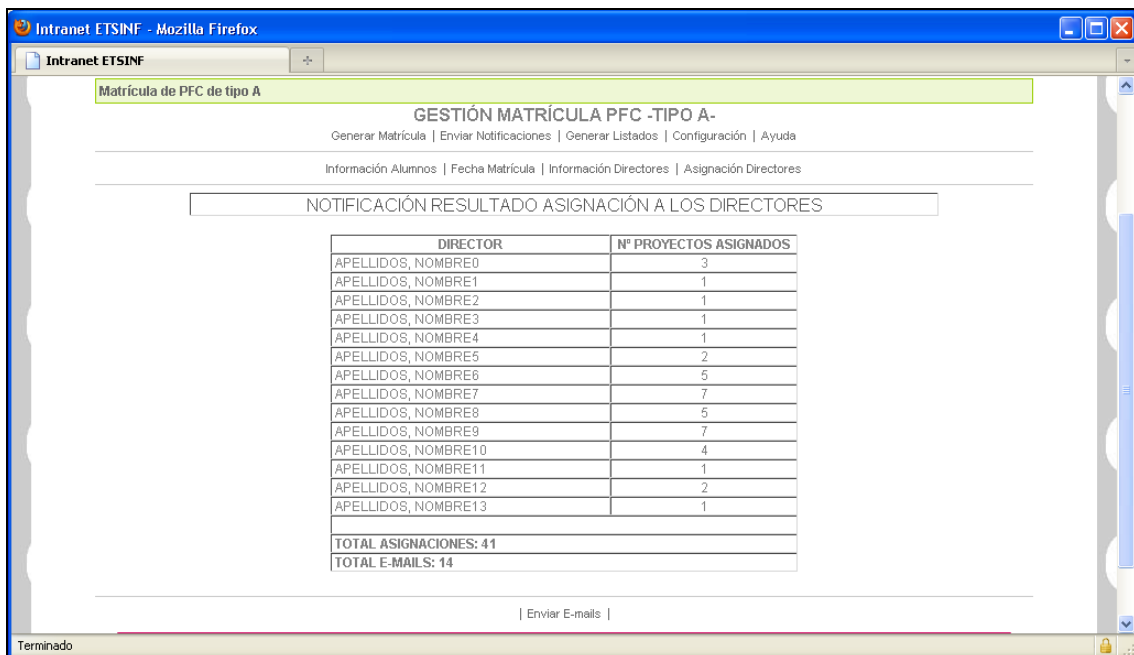 Intranet ETSINF - Mozilla Firefox
Intranet ETSINF
Matrícula de PFC de tipo A
GESTIÓN MATRÍCULA PFC -TIPO A-
Generar Matrícula | Enviar Notificaciones | Generar Listados | Configuración | Ayuda
Información Alumnos | Fecha Matrícula | Información Directores | Asignación Directores
NOTIFICACIÓN RESULTADO ASIGNACIÓN A LOS DIRECTORES
DIRECTOR Nº PROYECTOS ASIGNADOS
APELLIDOS, NOMBRE0 3
APELLIDOS, NOMBRE1 1
APELLIDOS, NOMBRE2 1
APELLIDOS, NOMBRE3 1
APELLIDOS, NOMBRE4 1
APELLIDOS, NOMBRE5 2
APELLIDOS, NOMBRE6 5
APELLIDOS, NOMBRE7 7
APELLIDOS, NOMBRE8 5
APELLIDOS, NOMBRE9 7
APELLIDOS, NOMBRE10 4
APELLIDOS, NOMBRE11 1
APELLIDOS, NOMBRE12 2
APELLIDOS, NOMBRE13 1
TOTAL ASIGNACIONES: 41
TOTAL E-MAILS: 14
| Enviar E-mails |
Terminado